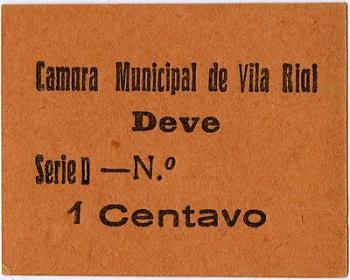 Camara Municipal de Vila Rial
Deve
Serie D — N.º
1 Centavo